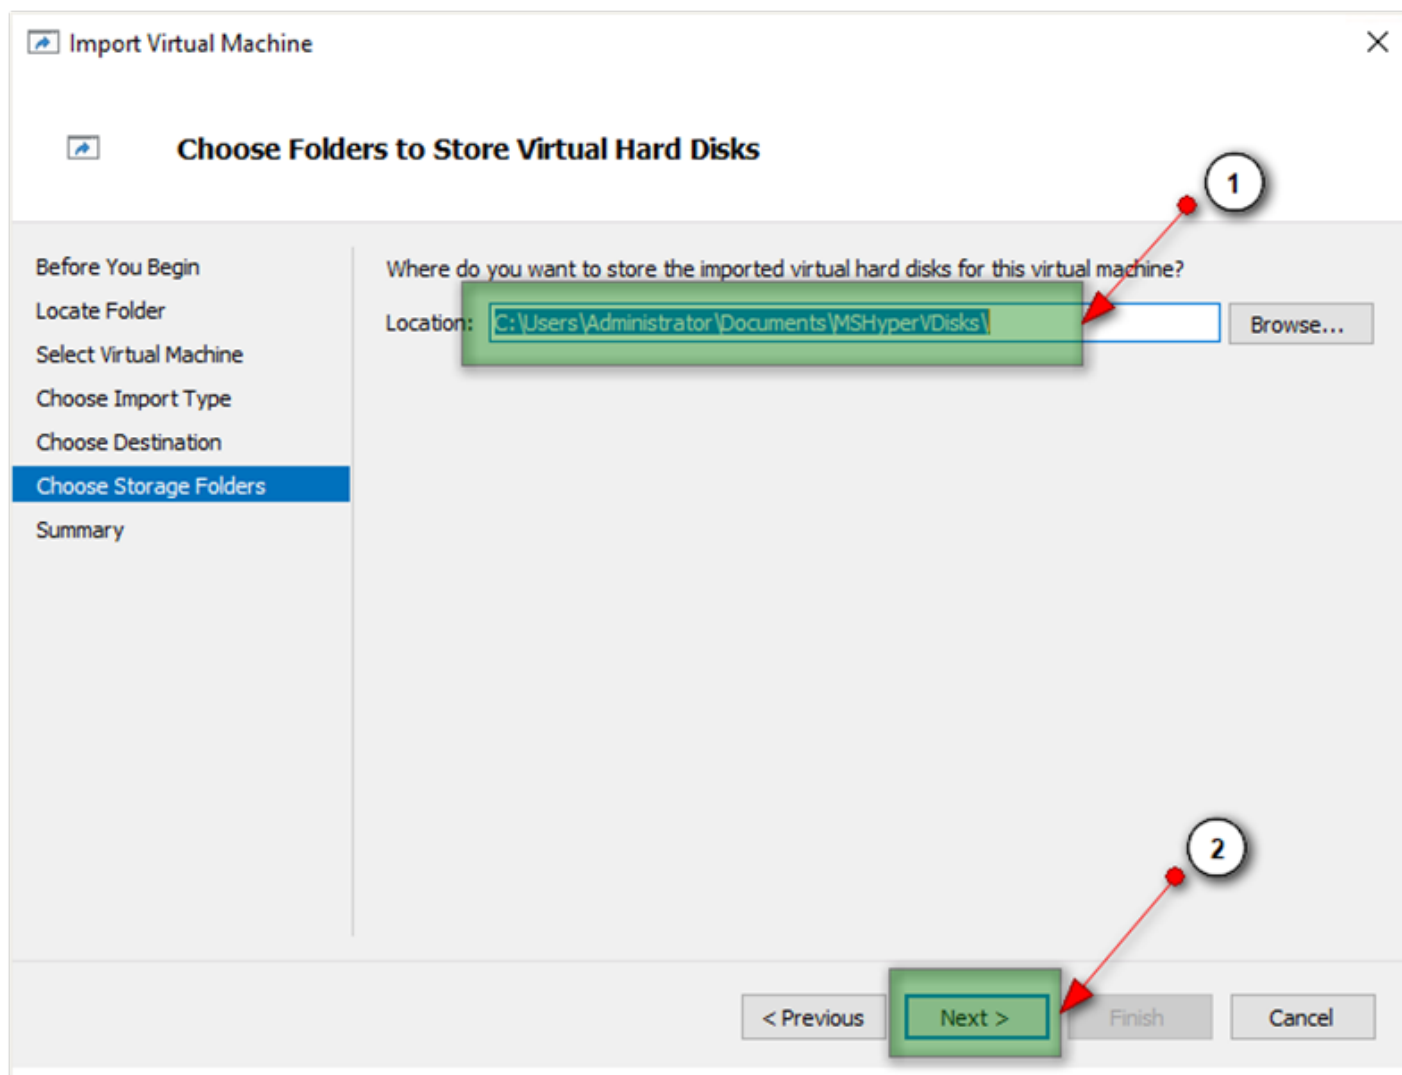 Import Virtual Machine
Choose Folders to Store Virtual Hard Disks
1
Before You Begin
Locate Folder
Select Virtual Machine
Choose Import Type
Choose Destination
Choose Storage Folders
Summary
Where do you want to store the imported virtual hard disks for this virtual machine?
Location: C:\Users\Administrator\Documents\MSHyperVDisks\ Browse...
2
< Previous Next > Finish Cancel